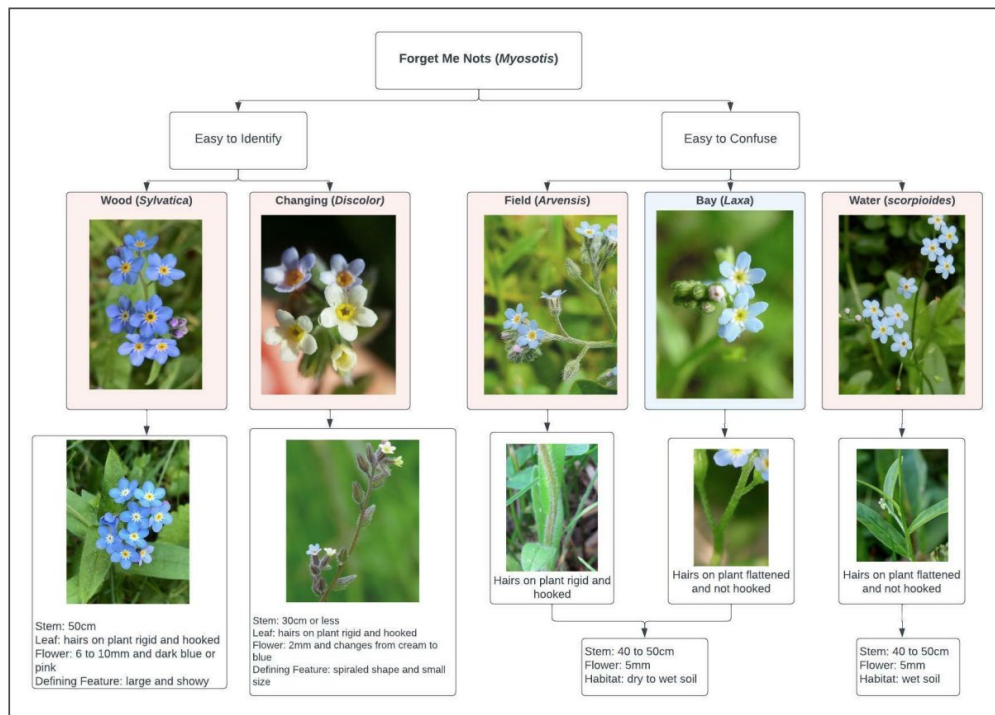 Forget Me Nots (Myosotis)
Easy to Identify
Easy to Confuse
Wood (Sylvatica)
Changing (Discolor)
Field (Arvensis)
Bay (Laxa)
Water (scorpioides)
Stem: 50cm
Leaf: hairs on plant rigid and hooked
Flower: 6 to 10mm and dark blue or
pink
Defining Feature: large and showy
Stem: 30cm or less
Leaf: hairs on plant rigid and hooked
Flower: 2mm and changes from cream to
blue
Defining Feature: spiraled shape and small
size
Hairs on plant rigid and
hooked
Hairs on plant flattened
and not hooked
Hairs on plant flattened
and not hooked
Stem: 40 to 50cm
Flower: 5mm
Habitat: dry to wet soil
Stem: 40 to 50cm
Flower: 5mm
Habitat: wet soil